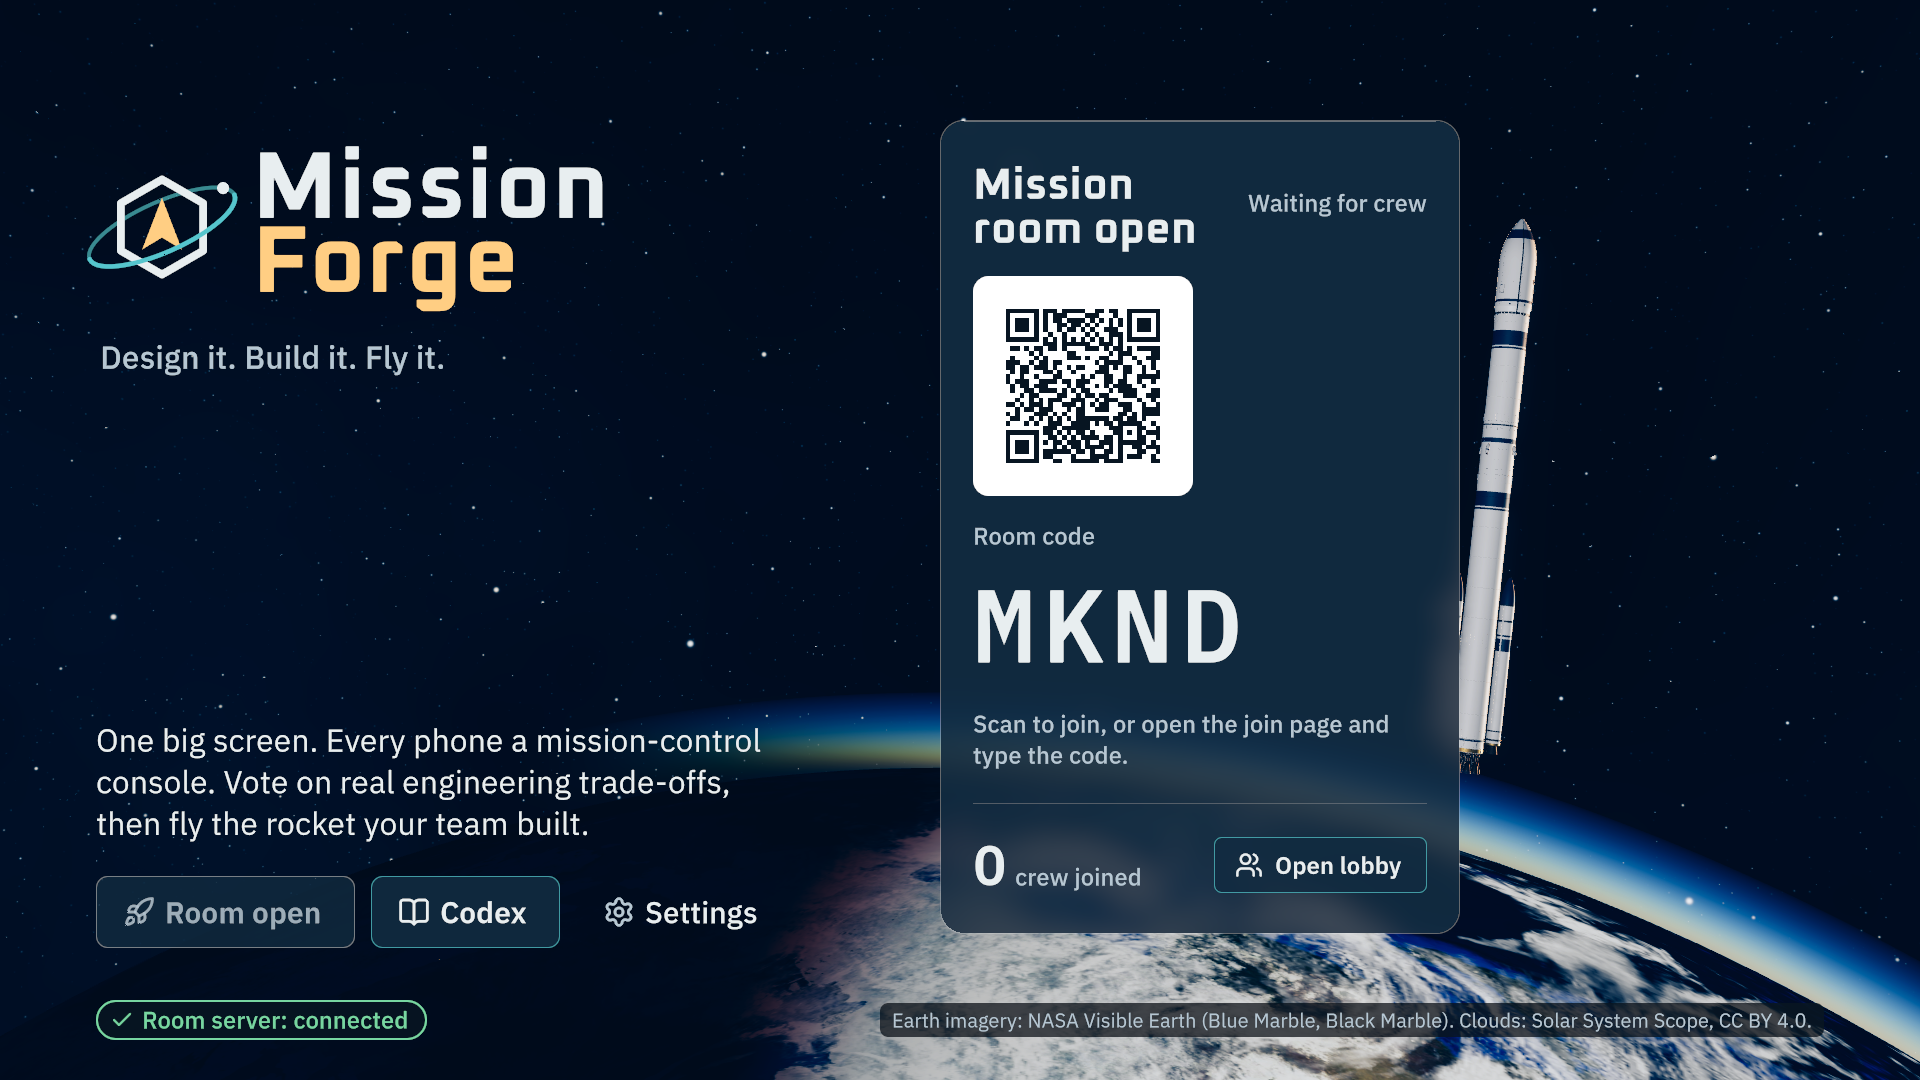 Mission
Forge
Design it. Build it. Fly it.
One big screen. Every phone a mission-control
console. Vote on real engineering trade-offs,
then fly the rocket your team built.
Room open
Codex
Settings
Room server: connected
Mission
room open
Waiting for crew
Room code
MKND
Scan to join, or open the join page and
type the code.
0 crew joined
Open lobby
Earth imagery: NASA Visible Earth (Blue Marble, Black Marble). Clouds: Solar System Scope, CC BY 4.0.